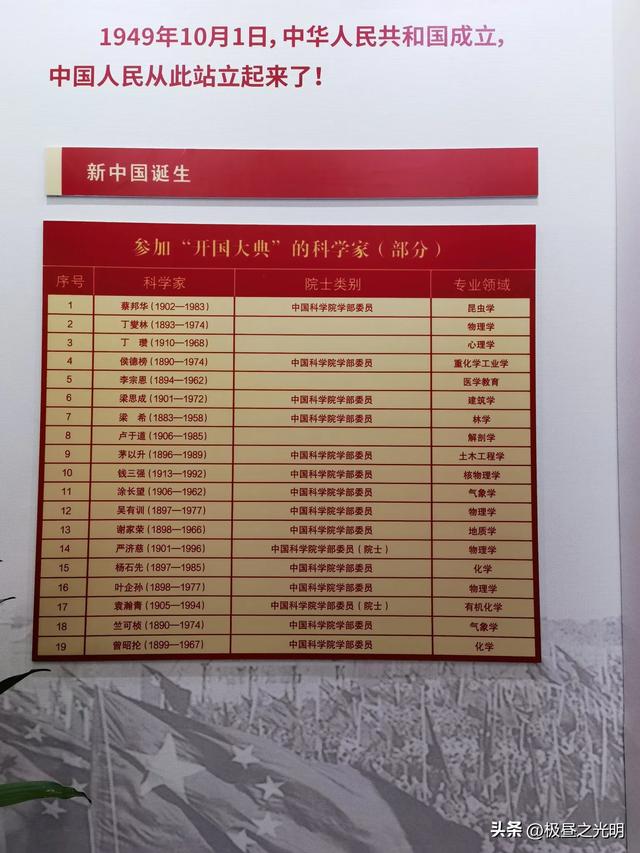 1949年10月1日,中华人民共和国成立,
中国人民从此站立起来了!
新中国诞生
参加“开国大典”的科学家(部分)
序号 科学家 院士类别 专业领域
1 蔡邦华(1902—1983) 中国科学院学部委员 昆虫学
2 丁燮林(1893—1974) 物理学
3 丁 瓒(1910—1968) 心理学
4 侯德榜(1890—1974) 中国科学院学部委员 重化学工业学
5 李宗恩(1894—1962) 医学教育
6 梁思成(1901—1972) 中国科学院学部委员 建筑学
7 梁 希(1883—1958) 中国科学院学部委员 林学
8 卢于道(1906—1985) 解剖学
9 茅以升(1896—1989) 中国科学院学部委员 土木工程学
10 钱三强(1913—1992) 中国科学院学部委员 核物理学
11 涂长望(1906—1962) 中国科学院学部委员 气象学
12 吴有训(1897—1977) 中国科学院学部委员 物理学
13 谢家荣(1898—1966) 中国科学院学部委员 地质学
14 严济慈(1901—1996) 中国科学院学部委员(院士) 物理学
15 杨石先(1897—1985) 中国科学院学部委员 化学
16 叶企孙(1898—1977) 中国科学院学部委员 物理学
17 袁瀚青(1905—1994) 中国科学院学部委员(院士) 有机化学
18 竺可桢(1890—1974) 中国科学院学部委员 气象学
19 曾昭抡(1899—1967) 中国科学院学部委员 化学
头条 @极昼之光明